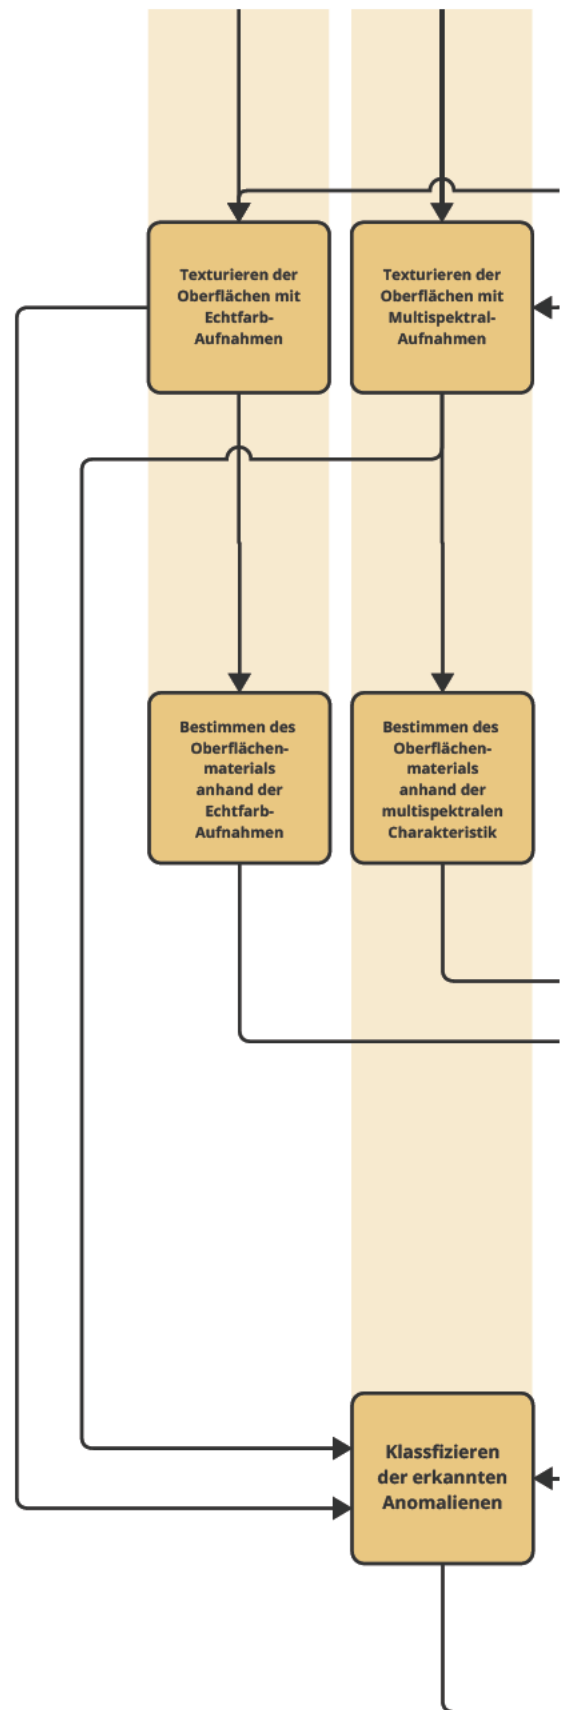 Texturieren der
Oberflächen mit
Echtfarb-
Aufnahmen
Texturieren der
Oberflächen mit
Multispektral-
Aufnahmen
Bestimmen des
Oberflächen-
materials
anhand der
Echtfarb-
Aufnahmen
Bestimmen des
Oberflächen-
materials
anhand der
multispektralen
Charakteristik
Klassfizieren
der erkannten
Anomalienen